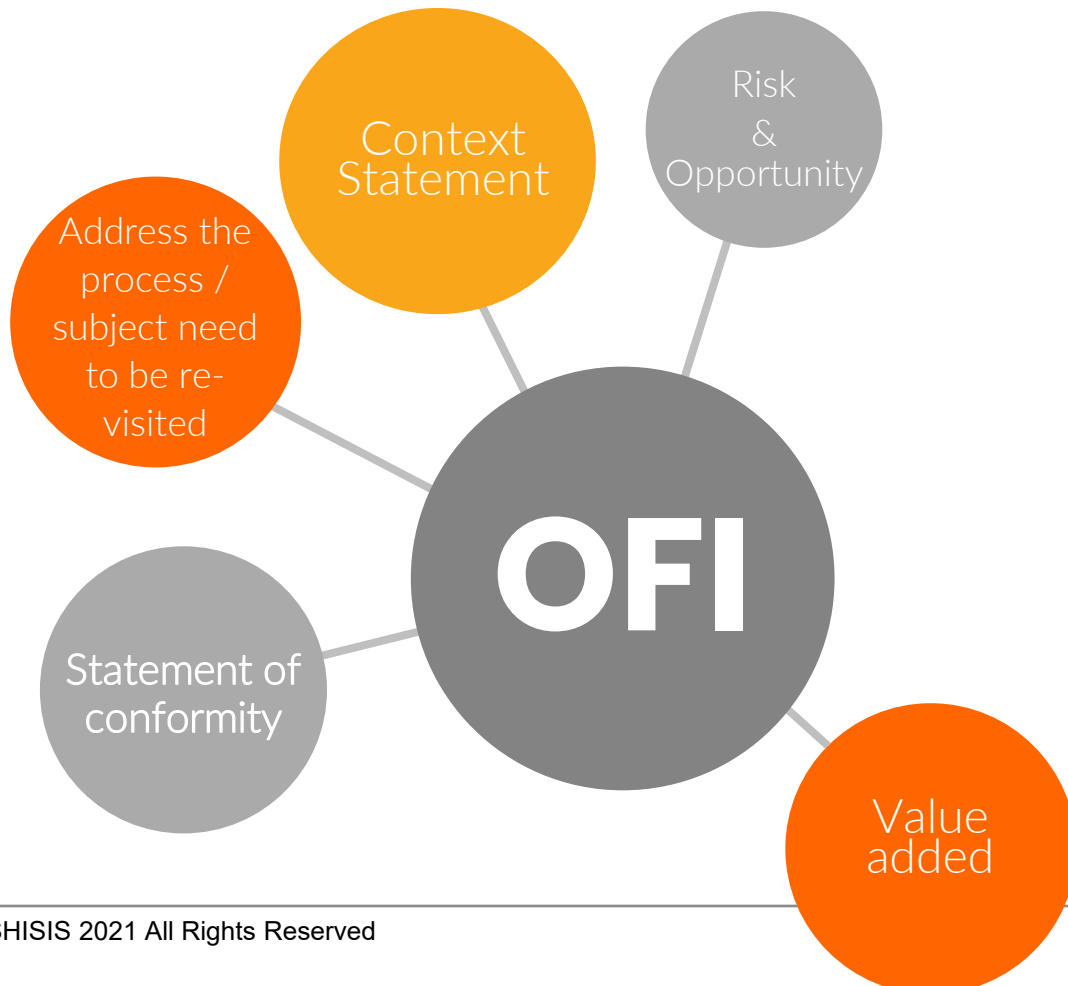 Context
Statement
Risk
&
Opportunity
Address the
process /
subject need
to be re-
visited
OFI
Statement of
conformity
Value
added
HISIS 2021 All Rights Reserved